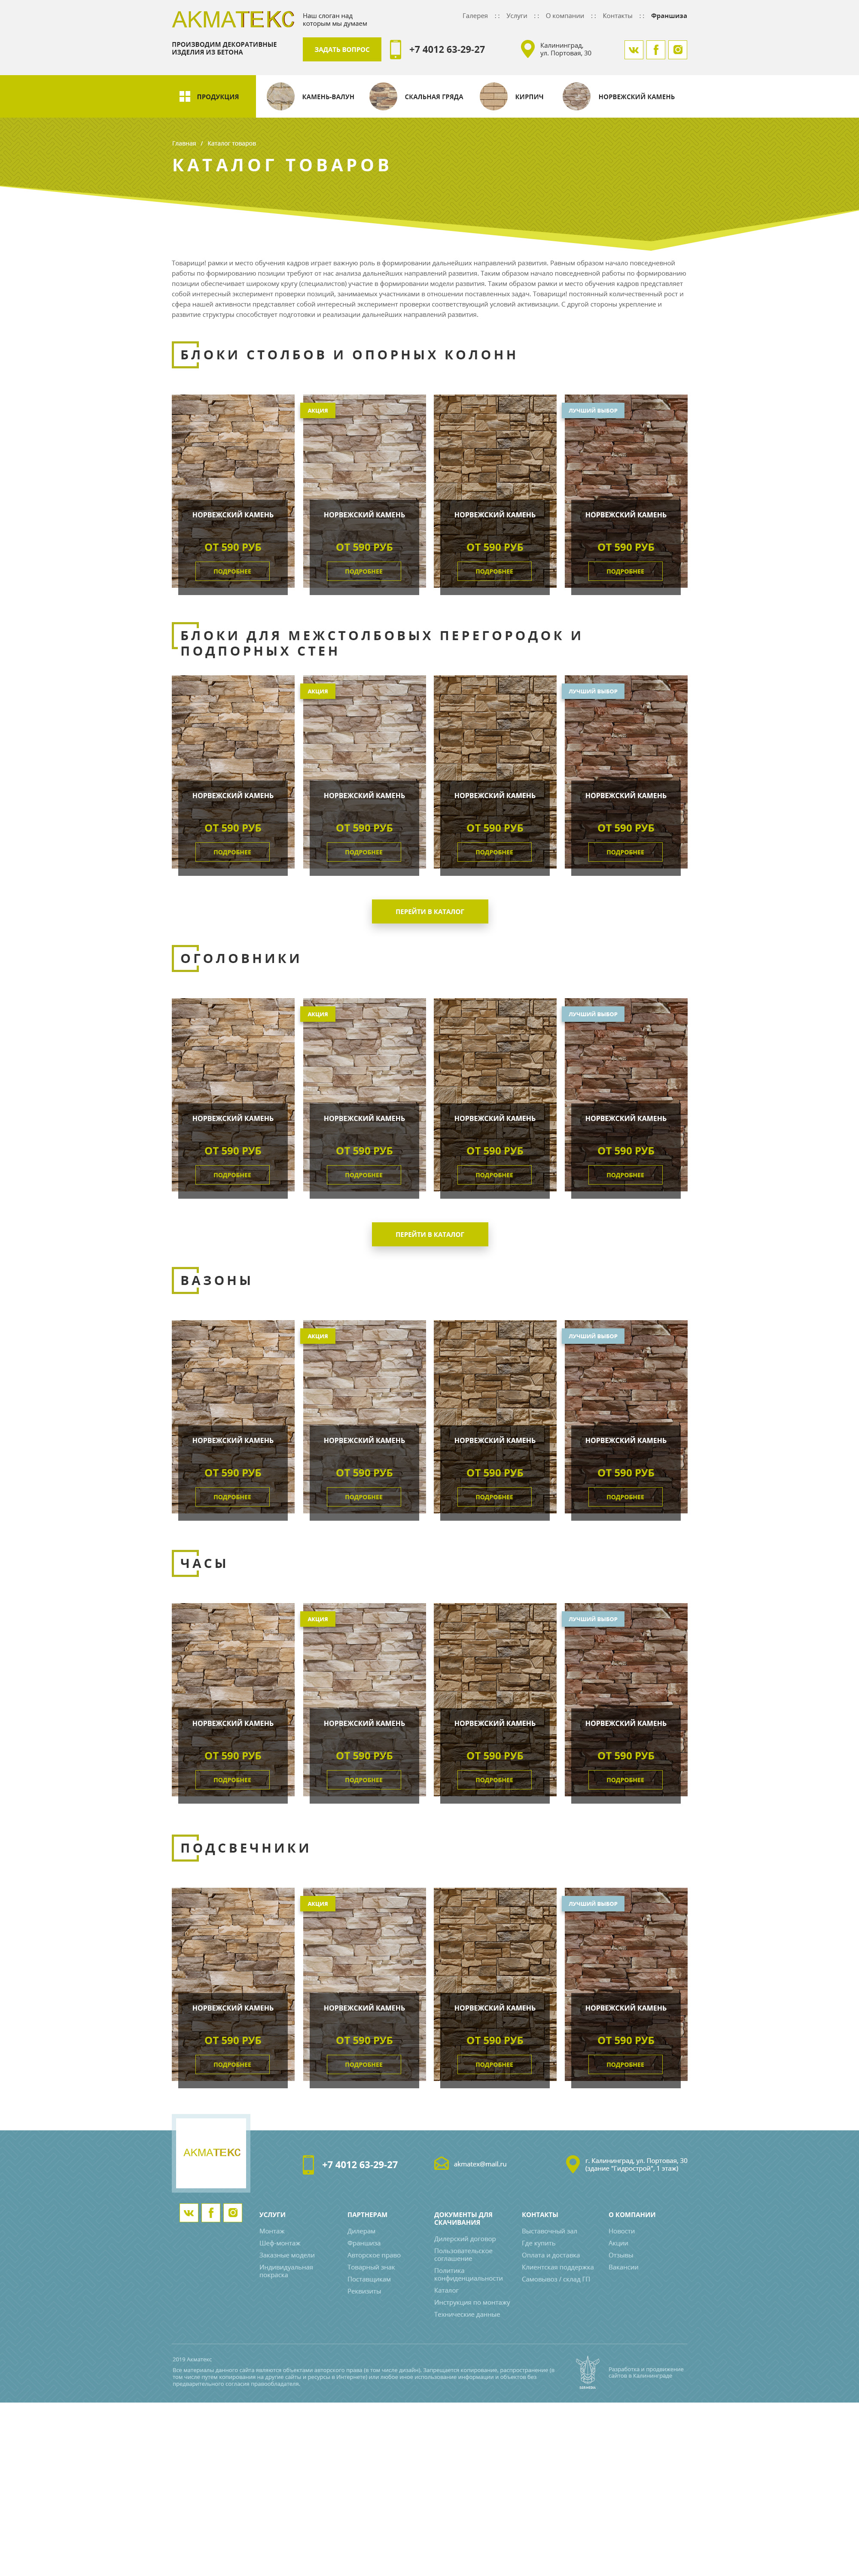 АКМАТЕКС
Наш слоган над
которым мы думаем
Галерея :: Услуги :: О компании :: Контакты :: Франшиза
ПРОИЗВОДИМ ДЕКОРАТИВНЫЕ
ИЗДЕЛИЯ ИЗ БЕТОНА
ЗАДАТЬ ВОПРОС
+7 4012 63-29-27
Калининград,
ул. Портовая, 30
ПРОДУКЦИЯ
КАМЕНЬ-ВАЛУН
СКАЛЬНАЯ ГРЯДА
КИРПИЧ
НОРВЕЖСКИЙ КАМЕНЬ
Главная / Каталог товаров
КАТАЛОГ ТОВАРОВ
Товарищи! рамки и место обучения кадров играет важную роль в формировании дальнейших направлений развития. Равным образом начало повседневной
работы по формированию позиции требуют от нас анализа дальнейших направлений развития. Таким образом начало повседневной работы по формированию
позиции обеспечивает широкому кругу (специалистов) участие в формировании модели развития. Таким образом рамки и место обучения кадров представляет
собой интересный эксперимент проверки позиций, занимаемых участниками в отношении поставленных задач. Товарищи! постоянный количественный рост и
сфера нашей активности представляет собой интересный эксперимент проверки соответствующий условий активизации. С другой стороны укрепление и
развитие структуры способствует подготовки и реализации дальнейших направлений развития.
БЛОКИ СТОЛБОВ И ОПОРНЫХ КОЛОНН
АКЦИЯ
ЛУЧШИЙ ВЫБОР
НОРВЕЖСКИЙ КАМЕНЬ НОРВЕЖСКИЙ КАМЕНЬ НОРВЕЖСКИЙ КАМЕНЬ НОРВЕЖСКИЙ КАМЕНЬ
ОТ 590 РУБ ОТ 590 РУБ ОТ 590 РУБ ОТ 590 РУБ
ПОДРОБНЕЕ ПОДРОБНЕЕ ПОДРОБНЕЕ ПОДРОБНЕЕ
БЛОКИ ДЛЯ МЕЖСТОЛБОВЫХ ПЕРЕГОРОДОК И
ПОДПОРНЫХ СТЕН
АКЦИЯ
ЛУЧШИЙ ВЫБОР
НОРВЕЖСКИЙ КАМЕНЬ НОРВЕЖСКИЙ КАМЕНЬ НОРВЕЖСКИЙ КАМЕНЬ НОРВЕЖСКИЙ КАМЕНЬ
ОТ 590 РУБ ОТ 590 РУБ ОТ 590 РУБ ОТ 590 РУБ
ПОДРОБНЕЕ ПОДРОБНЕЕ ПОДРОБНЕЕ ПОДРОБНЕЕ
ПЕРЕЙТИ В КАТАЛОГ
ОГОЛОВНИКИ
АКЦИЯ
ЛУЧШИЙ ВЫБОР
НОРВЕЖСКИЙ КАМЕНЬ НОРВЕЖСКИЙ КАМЕНЬ НОРВЕЖСКИЙ КАМЕНЬ НОРВЕЖСКИЙ КАМЕНЬ
ОТ 590 РУБ ОТ 590 РУБ ОТ 590 РУБ ОТ 590 РУБ
ПОДРОБНЕЕ ПОДРОБНЕЕ ПОДРОБНЕЕ ПОДРОБНЕЕ
ПЕРЕЙТИ В КАТАЛОГ
ВАЗОНЫ
АКЦИЯ
ЛУЧШИЙ ВЫБОР
НОРВЕЖСКИЙ КАМЕНЬ НОРВЕЖСКИЙ КАМЕНЬ НОРВЕЖСКИЙ КАМЕНЬ НОРВЕЖСКИЙ КАМЕНЬ
ОТ 590 РУБ ОТ 590 РУБ ОТ 590 РУБ ОТ 590 РУБ
ПОДРОБНЕЕ ПОДРОБНЕЕ ПОДРОБНЕЕ ПОДРОБНЕЕ
ЧАСЫ
АКЦИЯ
ЛУЧШИЙ ВЫБОР
НОРВЕЖСКИЙ КАМЕНЬ НОРВЕЖСКИЙ КАМЕНЬ НОРВЕЖСКИЙ КАМЕНЬ НОРВЕЖСКИЙ КАМЕНЬ
ОТ 590 РУБ ОТ 590 РУБ ОТ 590 РУБ ОТ 590 РУБ
ПОДРОБНЕЕ ПОДРОБНЕЕ ПОДРОБНЕЕ ПОДРОБНЕЕ
ПОДСВЕЧНИКИ
АКЦИЯ
ЛУЧШИЙ ВЫБОР
НОРВЕЖСКИЙ КАМЕНЬ НОРВЕЖСКИЙ КАМЕНЬ НОРВЕЖСКИЙ КАМЕНЬ НОРВЕЖСКИЙ КАМЕНЬ
ОТ 590 РУБ ОТ 590 РУБ ОТ 590 РУБ ОТ 590 РУБ
ПОДРОБНЕЕ ПОДРОБНЕЕ ПОДРОБНЕЕ ПОДРОБНЕЕ
АКМАТЕКС
+7 4012 63-29-27
akmatex@mail.ru
г. Калининград, ул. Портовая, 30
(здание "Гидрострой", 1 этаж)
УСЛУГИ
Монтаж
Шеф-монтаж
Заказные модели
Индивидуальная
покраска
ПАРТНЕРАМ
Дилерам
Франшиза
Авторское право
Товарный знак
Поставщикам
Реквизиты
ДОКУМЕНТЫ ДЛЯ
СКАЧИВАНИЯ
Дилерский договор
Пользовательское
соглашение
Политика
конфиденциальности
Каталог
Инструкция по монтажу
Технические данные
КОНТАКТЫ
Выставочный зал
Где купить
Оплата и доставка
Клиентская поддержка
Самовывоз / склад ГП
О КОМПАНИИ
Новости
Акции
Отзывы
Вакансии
2019 Акматекс
Все материалы данного сайта являются объектами авторского права (в том числе дизайн). Запрещается копирование, распространение (в
том числе путем копирования на другие сайты и ресурсы в Интернете) или любое иное использование информации и объектов без
предварительного согласия правообладателя.
Разработка и продвижение
сайтов в Калининграде